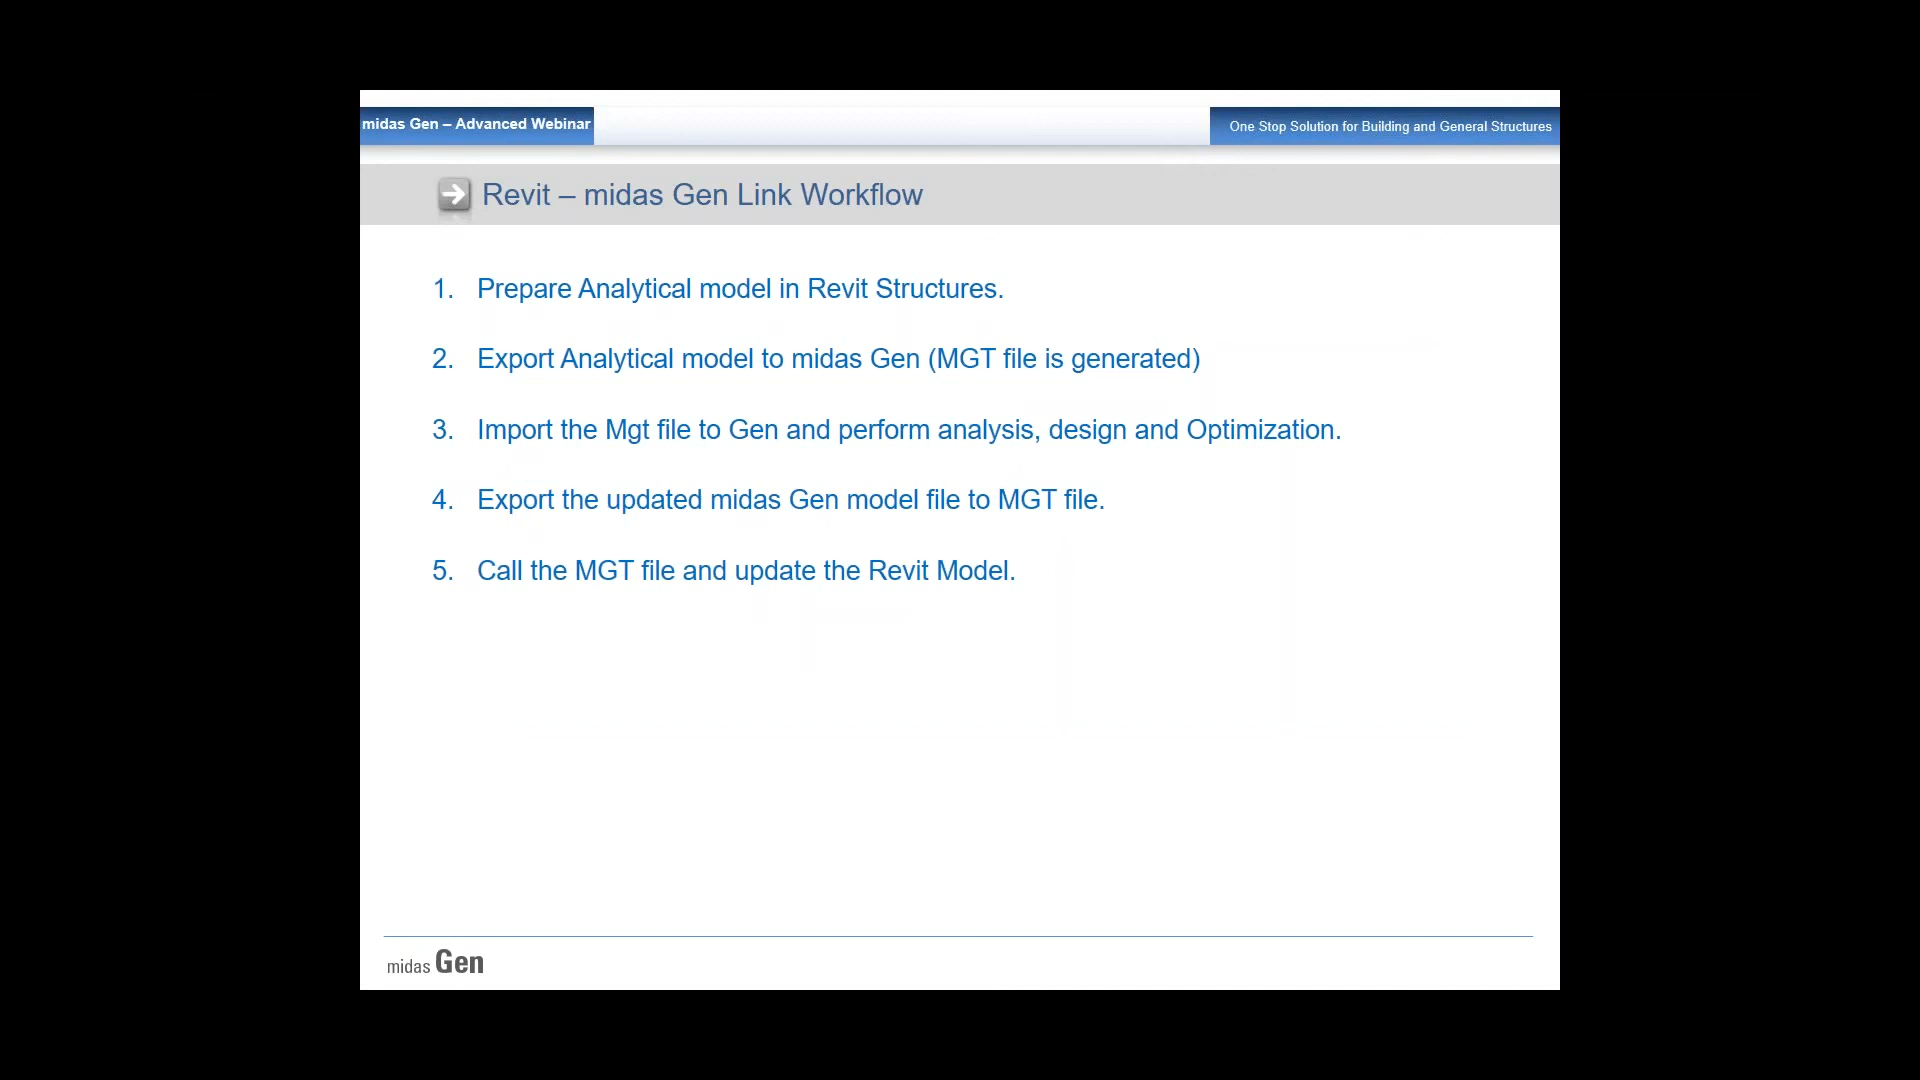 midas Gen – Advanced Webinar
One Stop Solution for Building and General Structures
Revit – midas Gen Link Workflow
1. Prepare Analytical model in Revit Structures.
2. Export Analytical model to midas Gen (MGT file is generated)
3. Import the Mgt file to Gen and perform analysis, design and Optimization.
4. Export the updated midas Gen model file to MGT file.
5. Call the MGT file and update the Revit Model.
midas Gen